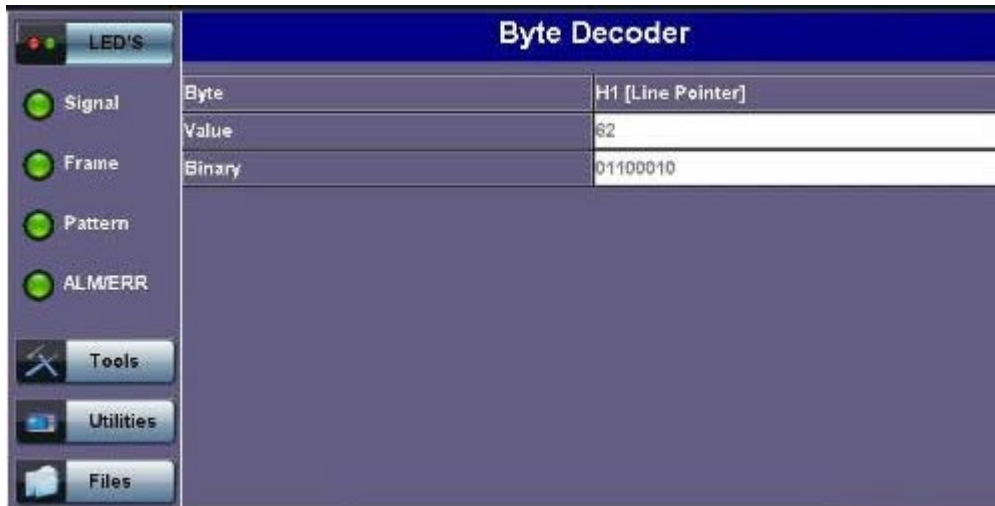 LED'S
Byte Decoder
Byte
H1 [Line Pointer]
Value
62
Binary
01100010
Signal
Frame
Pattern
ALM/ERR
Tools
Utilities
Files